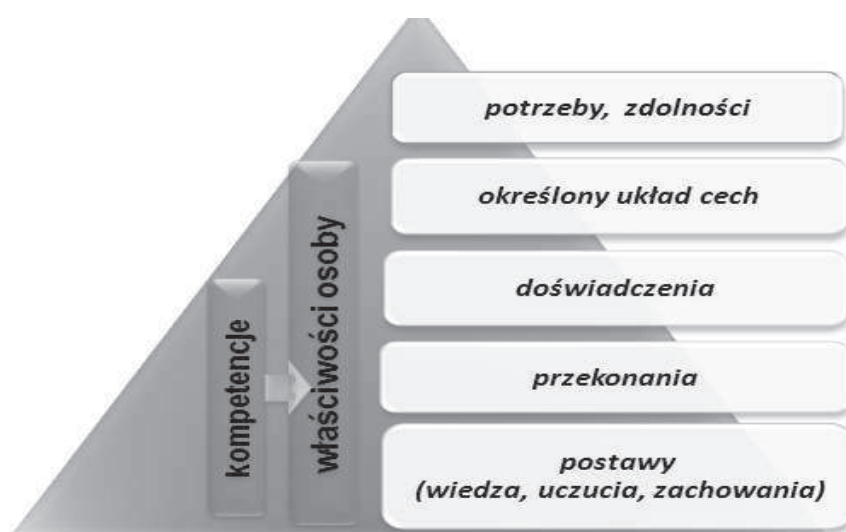 kompetencje
właściwości osoby
potrzeby, zdolności
określony układ cech
doświadczenia
przekonania
postawy
(wiedza, uczucia, zachowania)